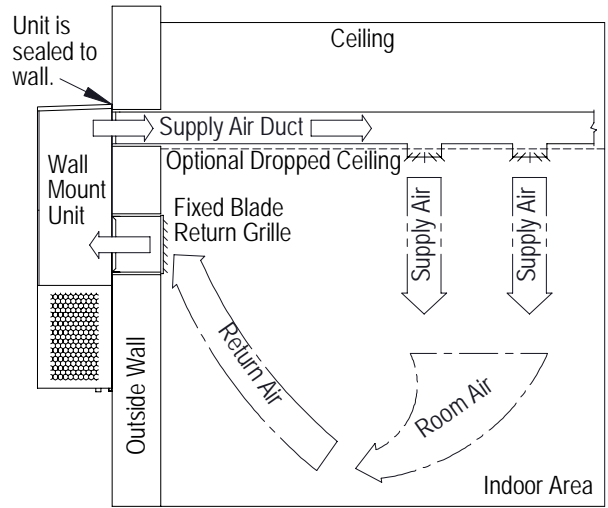 Unit is
sealed to
wall.
Ceiling
Supply Air Duct
Optional Dropped Ceiling
Wall
Mount
Unit
Fixed Blade
Return Grille
Supply Air
Supply Air
Return Air
Room Air
Outside Wall
Indoor Area